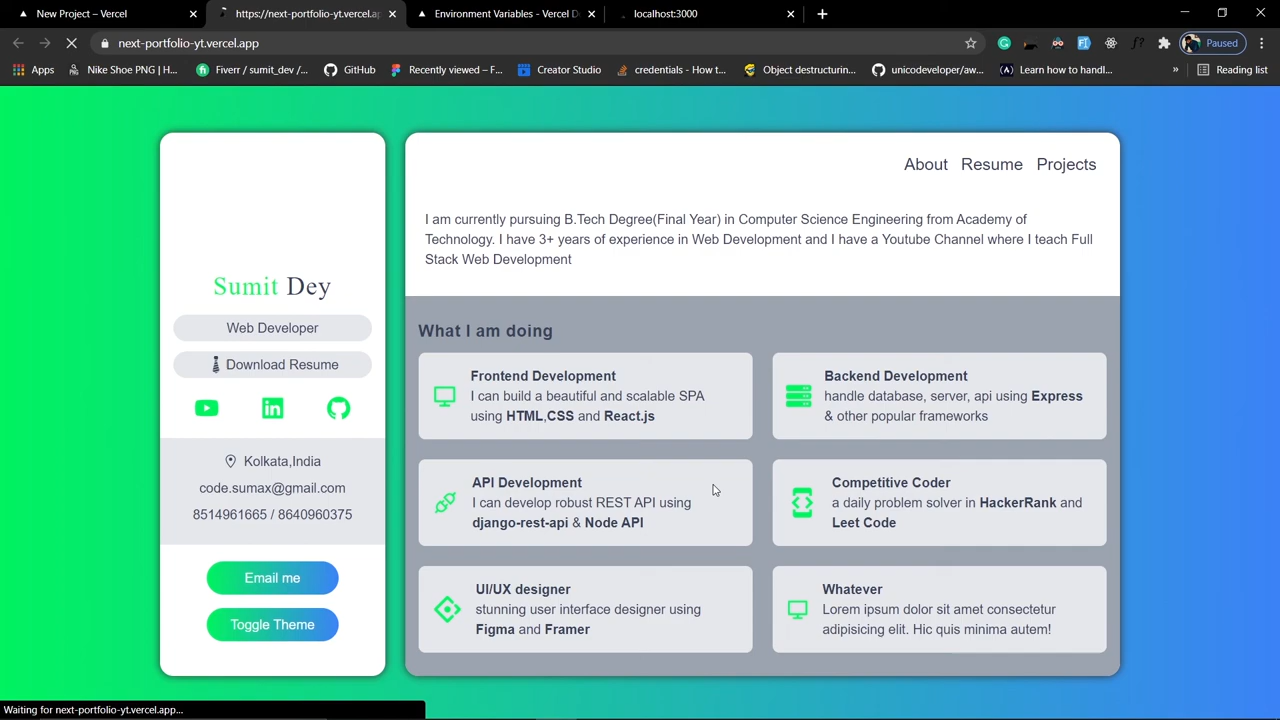 New Project – Vercel
https://next-portfolio-yt.vercel.ap
Environment Variables - Vercel D
localhost:3000
next-portfolio-yt.vercel.app
Paused
Apps
Nike Shoe PNG | H...
Fiverr / sumit_dey /...
GitHub
Recently viewed – F...
Creator Studio
credentials - How t...
Object destructurin...
unicodeveloper/aw...
Learn how to handl...
»
Reading list
Sumit Dey
Web Developer
Download Resume
Kolkata,India
code.sumax@gmail.com
8514961665 / 8640960375
Email me
Toggle Theme
About Resume Projects
I am currently pursuing B.Tech Degree(Final Year) in Computer Science Engineering from Academy of
Technology. I have 3+ years of experience in Web Development and I have a Youtube Channel where I teach Full
Stack Web Development
What I am doing
Frontend Development
I can build a beautiful and scalable SPA
using HTML,CSS and React.js
Backend Development
handle database, server, api using Express
& other popular frameworks
API Development
I can develop robust REST API using
django-rest-api & Node API
Competitive Coder
a daily problem solver in HackerRank and
Leet Code
UI/UX designer
stunning user interface designer using
Figma and Framer
Whatever
Lorem ipsum dolor sit amet consectetur
adipisicing elit. Hic quis minima autem!
Waiting for next-portfolio-yt.vercel.app...